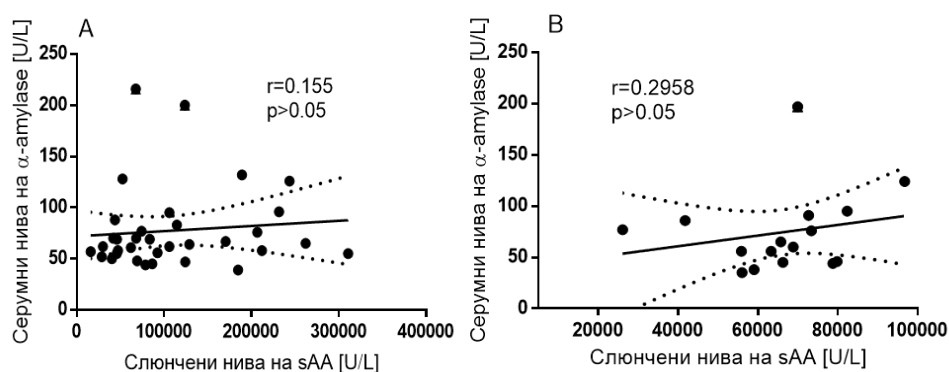 A
Серумни нива на α-amylase [U/L]
250
200
150
100
50
0
r=0.155
p>0.05
0
100000
200000
300000
400000
Слюнчени нива на sAA [U/L]
B
Серумни нива на α-amylase [U/L]
250
200
150
100
50
0
r=0.2958
p>0.05
20000
40000
60000
80000
100000
Слюнчени нива на sAA [U/L]